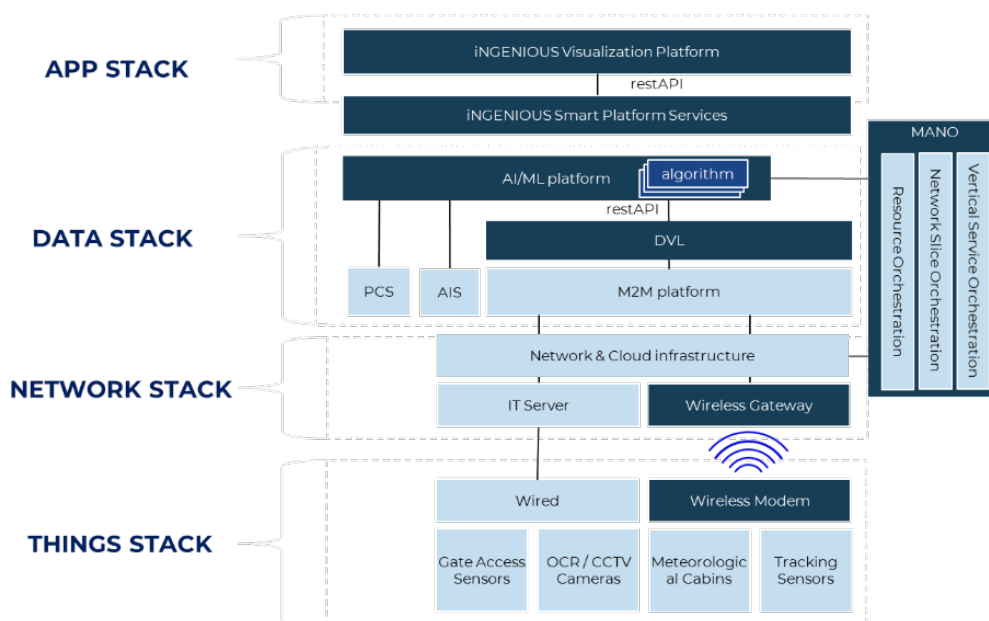 APP STACK
iNGENIOUS Visualization Platform
restAPI
iNGENIOUS Smart Platform Services
MANO
Resource Orchestration
Network Slice Orchestration
Vertical Service Orchestration
DATA STACK
AI/ML platform
algorithm
restAPI
DVL
PCS
AIS
M2M platform
NETWORK STACK
Network & Cloud infrastructure
IT Server
Wireless Gateway
THINGS STACK
Wired
Wireless Modem
Gate Access
Sensors
OCR / CCTV
Cameras
Meteorologic
al Cabins
Tracking
Sensors